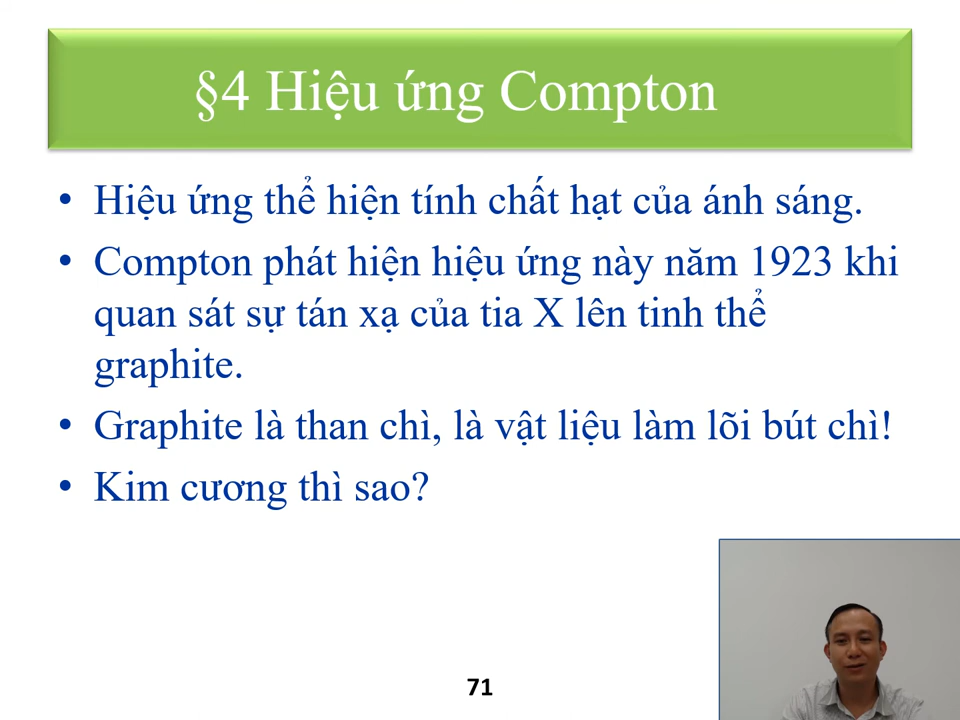 §4 Hiệu ứng Compton
• Hiệu ứng thể hiện tính chất hạt của ánh sáng.
• Compton phát hiện hiệu ứng này năm 1923 khi
quan sát sự tán xạ của tia X lên tinh thể
graphite.
• Graphite là than chì, là vật liệu làm lõi bút chì!
• Kim cương thì sao?
71